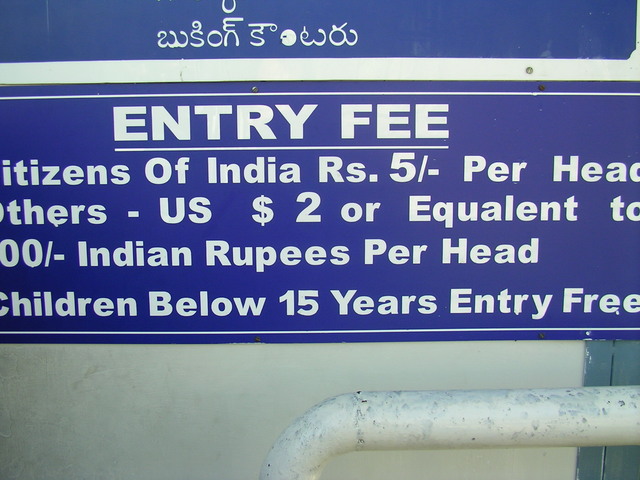 బుకింగ్ కౌంటరు
ENTRY FEE
itizens Of India Rs. 5/- Per Head
Others - US $ 2 or Equalent to
00/- Indian Rupees Per Head
Children Below 15 Years Entry Free